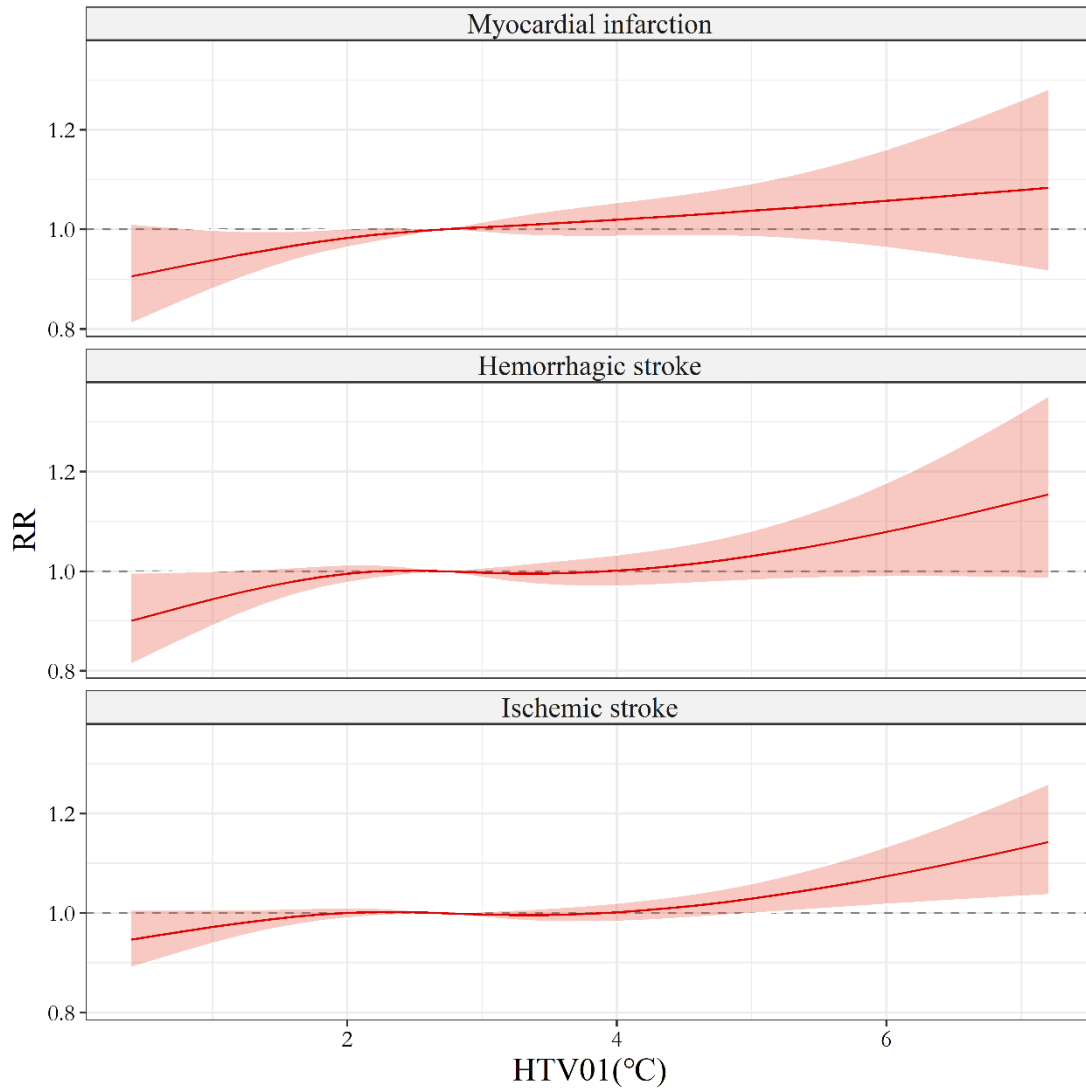 Myocardial infarction
1.2
1.0
0.8
Hemorrhagic stroke
1.2
1.0
0.8
RR
Ischemic stroke
1.2
1.0
0.8
2 4 6
HTV01(℃)